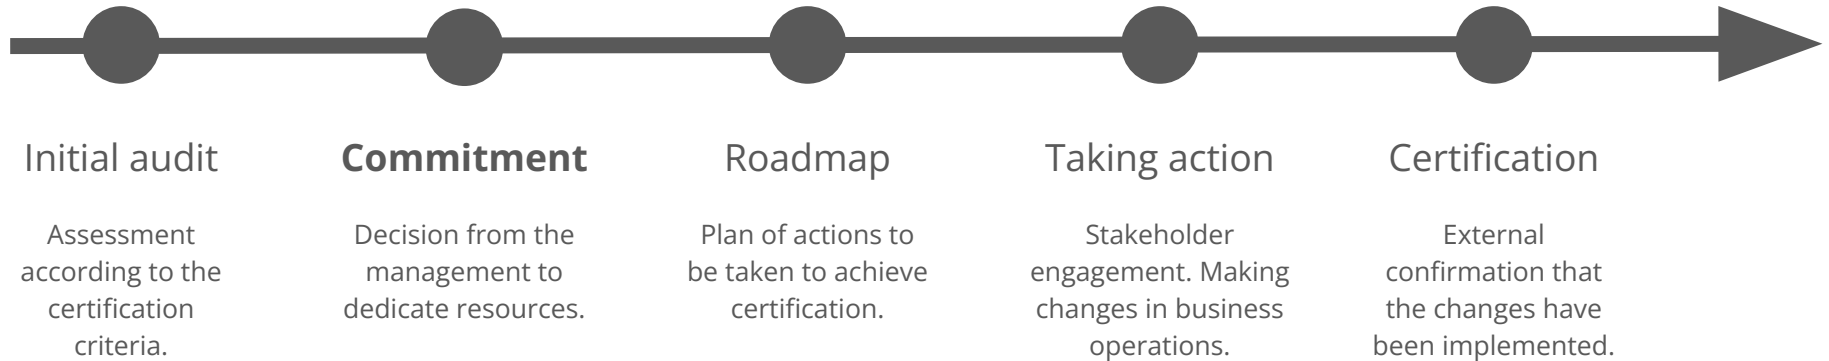 Initial audit
Assessment
according to the
certification
criteria.
Commitment
Decision from the
management to
dedicate resources.
Roadmap
Plan of actions to
be taken to achieve
certification.
Taking action
Stakeholder
engagement. Making
changes in business
operations.
Certification
External
confirmation that
the changes have
been implemented.